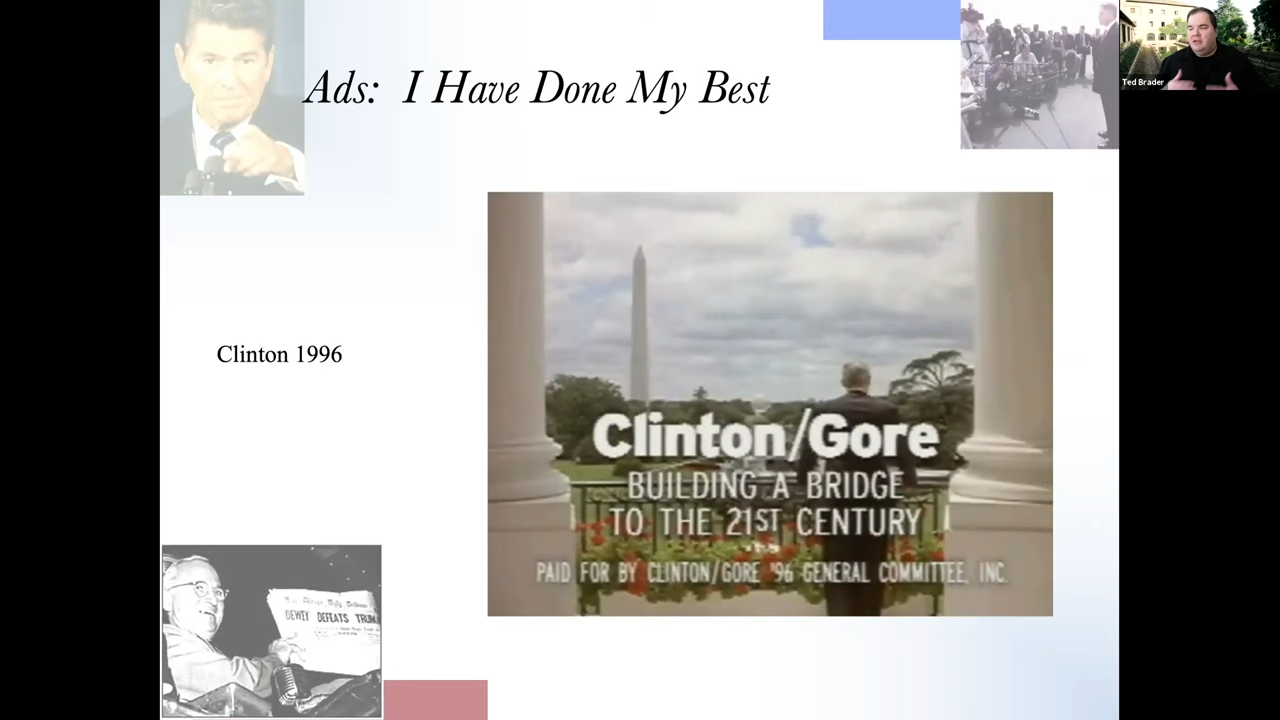 Ads: I Have Done My Best
Ted Brader
Clinton 1996
Clinton/Gore
BUILDING A BRIDGE
TO THE 21ST CENTURY
PAID FOR BY CLINTON/GORE '96 GENERAL COMMITTEE, INC.
DEWEY DEFEATS TRUMA